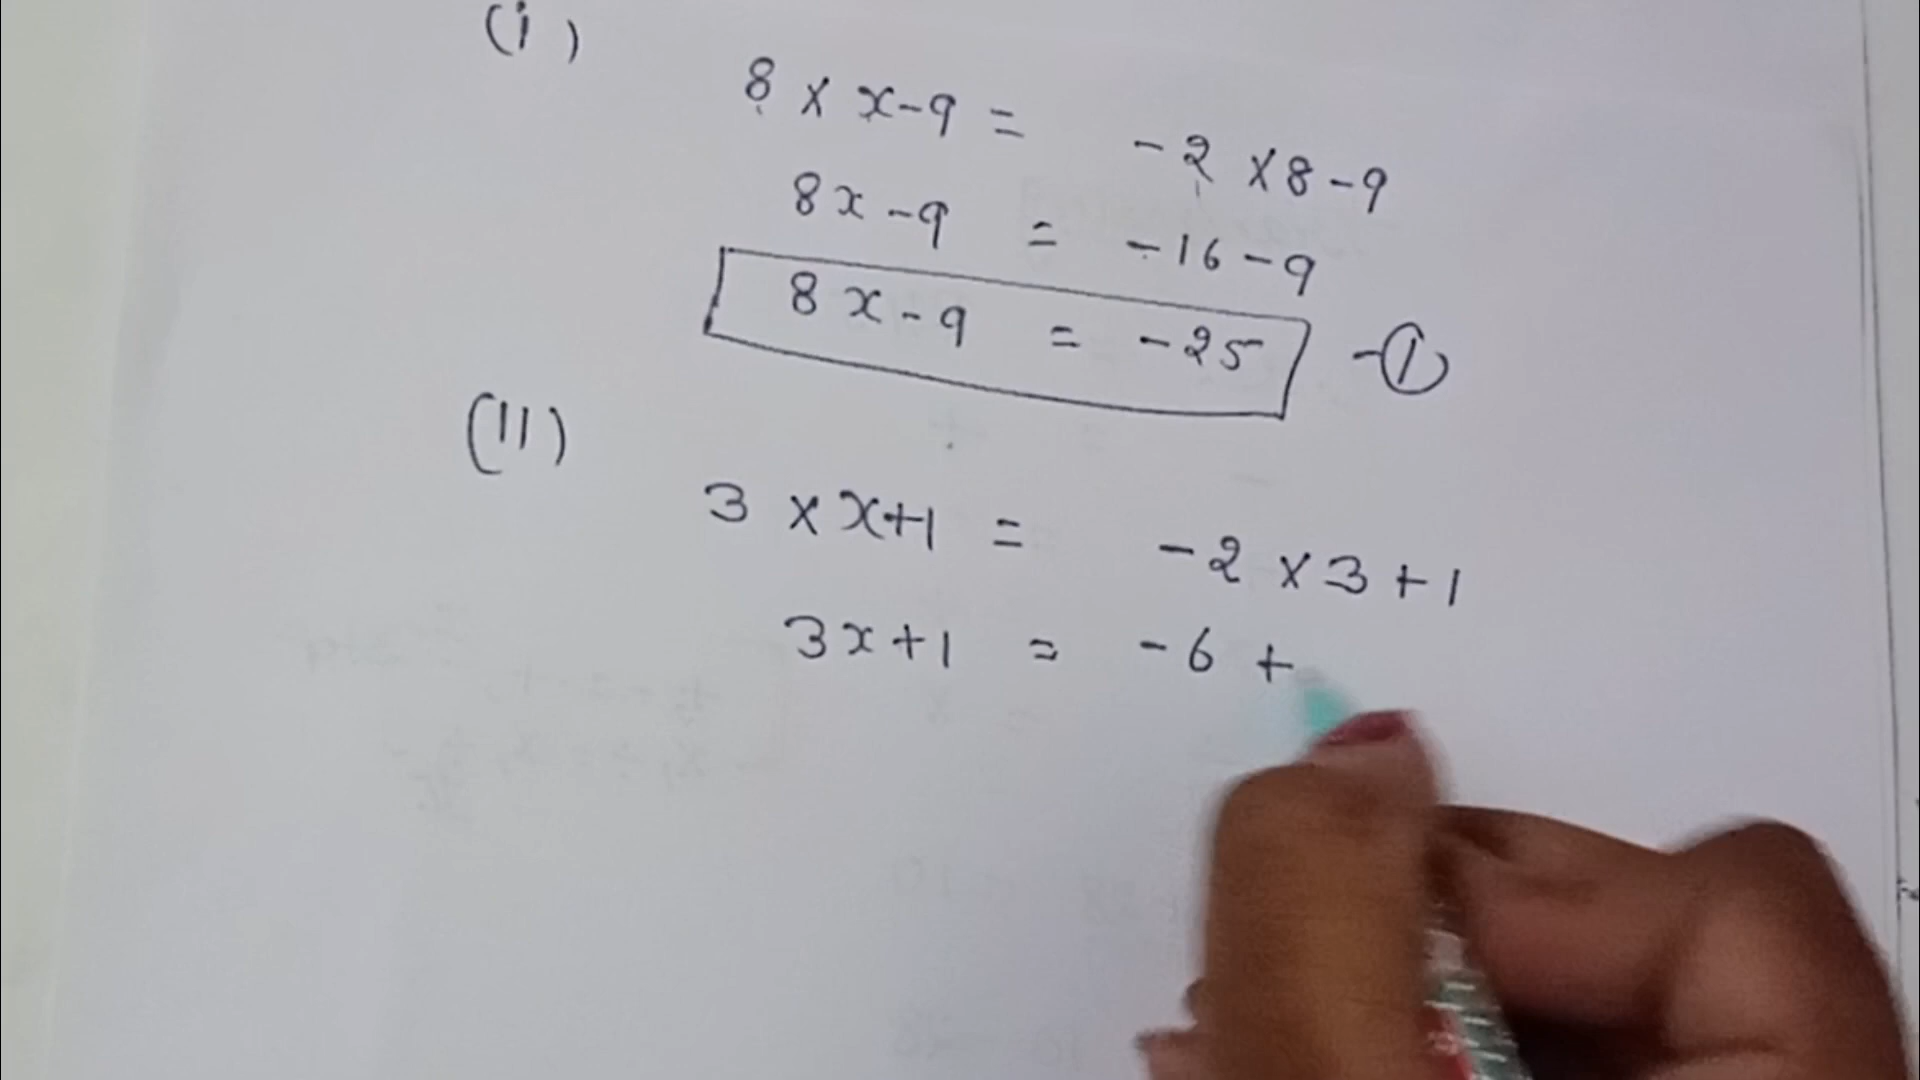 (i)
8 × x-9 = -2 × 8-9
8x-9 = -16-9
8x-9 = -25 -①
(II)
3 × x+1 = -2 × 3+1
3x+1 = -6+